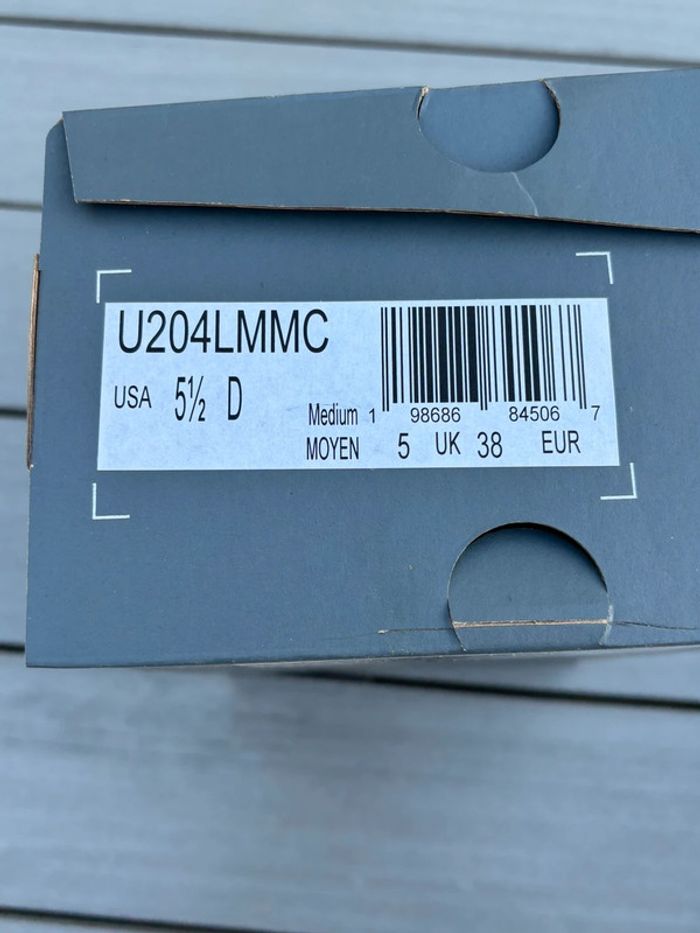 U204LMMC
USA 5½ D
Medium 1 98686 84506 7
MOYEN 5 UK 38 EUR